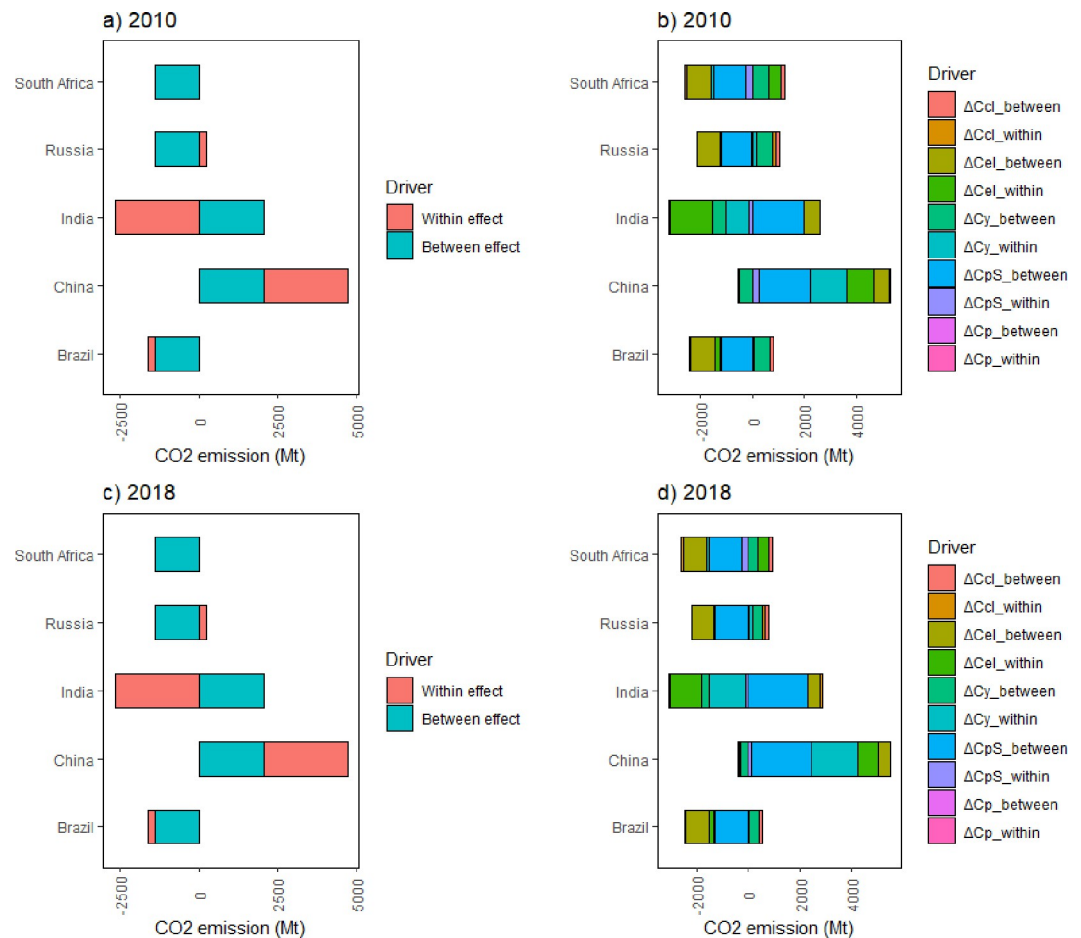 a) 2010
South Africa
Russia
India
China
Brazil
-2500
0
2500
5000
CO2 emission (Mt)
Driver
Within effect
Between effect
b) 2010
South Africa
Russia
India
China
Brazil
-2000
0
2000
4000
CO2 emission (Mt)
Driver
ΔCcl_between
ΔCcl_within
ΔCel_between
ΔCel_within
ΔCy_between
ΔCy_within
ΔCpS_between
ΔCpS_within
ΔCp_between
ΔCp_within
c) 2018
South Africa
Russia
India
China
Brazil
-2500
0
2500
5000
CO2 emission (Mt)
Driver
Within effect
Between effect
d) 2018
South Africa
Russia
India
China
Brazil
-2000
0
2000
4000
CO2 emission (Mt)
Driver
ΔCcl_between
ΔCcl_within
ΔCel_between
ΔCel_within
ΔCy_between
ΔCy_within
ΔCpS_between
ΔCpS_within
ΔCp_between
ΔCp_within